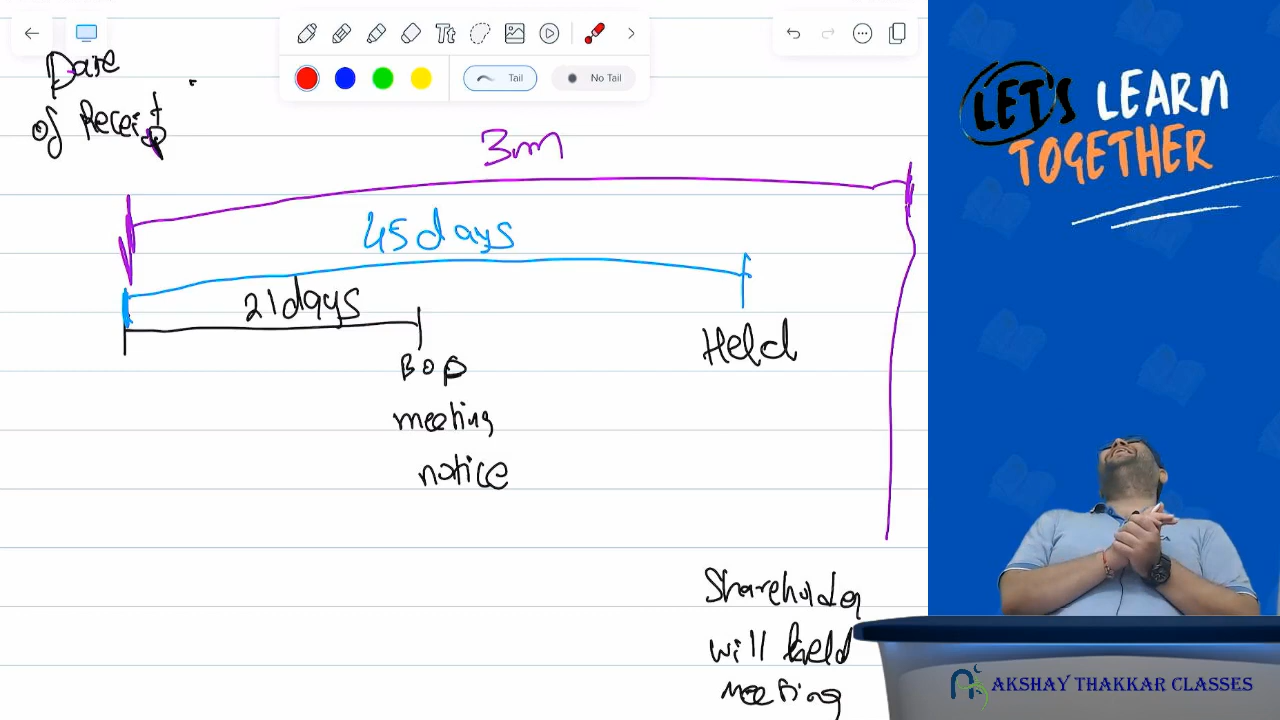 Tt
Tail
No Tail
Date
of Receipt
3m
45 days
21 days
BOD
meeting
notice
Held
Shareholder
will held
meeting
LET'S LEARN
TOGETHER
AKSHAY THAKKAR CLASSES